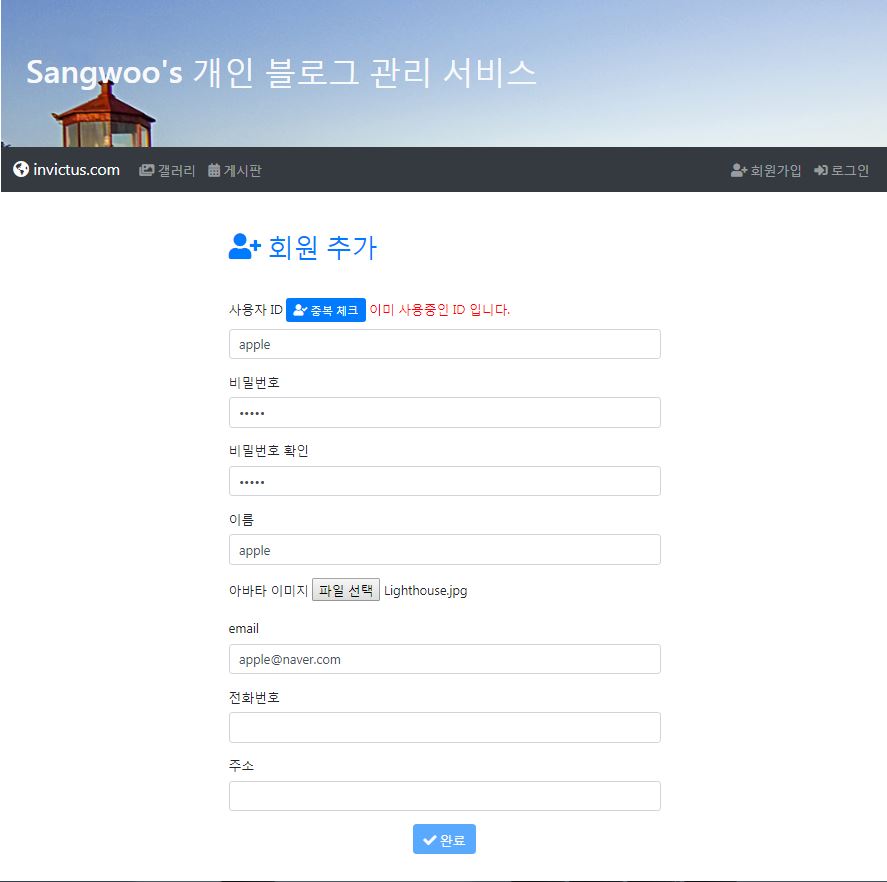 Sangwoo's 개인 블로그 관리 서비스
invictus.com 갤러리 게시판 회원가입 로그인
회원 추가
사용자 ID 중복 체크 이미 사용중인 ID 입니다.
apple
비밀번호
•••••
비밀번호 확인
•••••
이름
apple
아바타 이미지 파일 선택 Lighthouse.jpg
email
apple@naver.com
전화번호
주소
완료